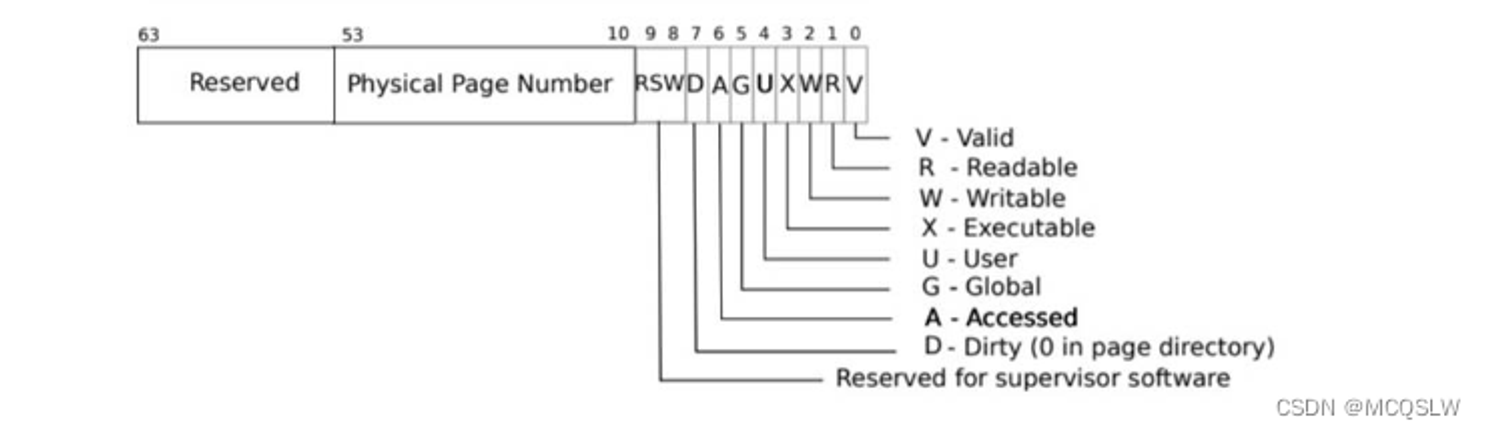 63 53 10 9 8 7 6 5 4 3 2 1 0
Reserved Physical Page Number RSW D A G U X W R V
V - Valid
R - Readable
W - Writable
X - Executable
U - User
G - Global
A - Accessed
D - Dirty (0 in page directory)
Reserved for supervisor software
CSDN @MCQSLW